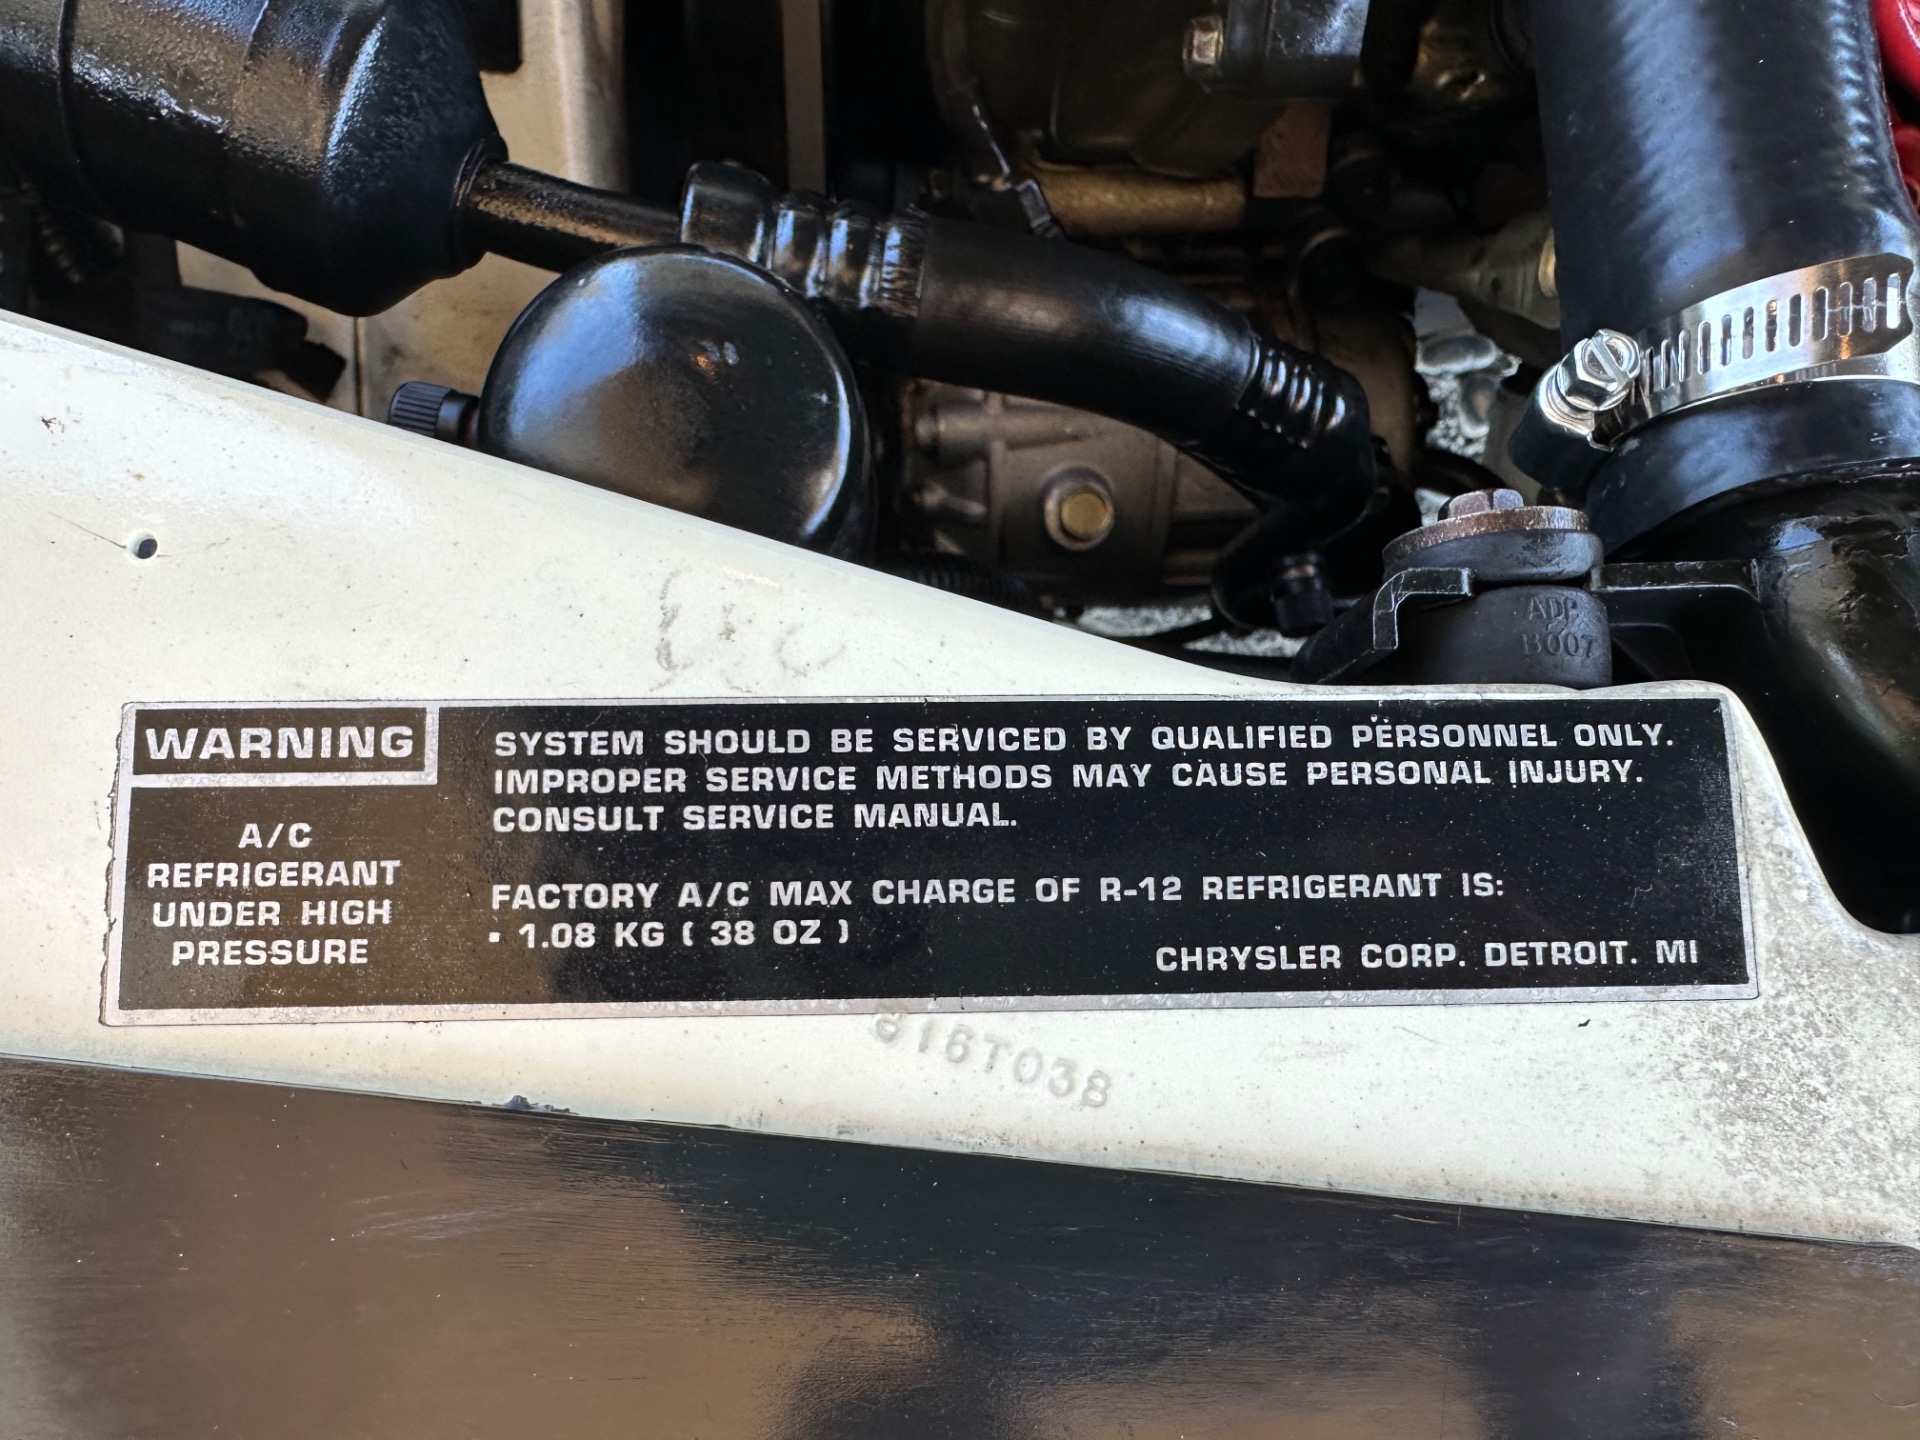 ADP
B007
WARNING
A/C
REFRIGERANT
UNDER HIGH
PRESSURE
SYSTEM SHOULD BE SERVICED BY QUALIFIED PERSONNEL ONLY.
IMPROPER SERVICE METHODS MAY CAUSE PERSONAL INJURY.
CONSULT SERVICE MANUAL.
FACTORY A/C MAX CHARGE OF R-12 REFRIGERANT IS:
▪ 1.08 KG ( 38 OZ )
CHRYSLER CORP. DETROIT. MI
816T038